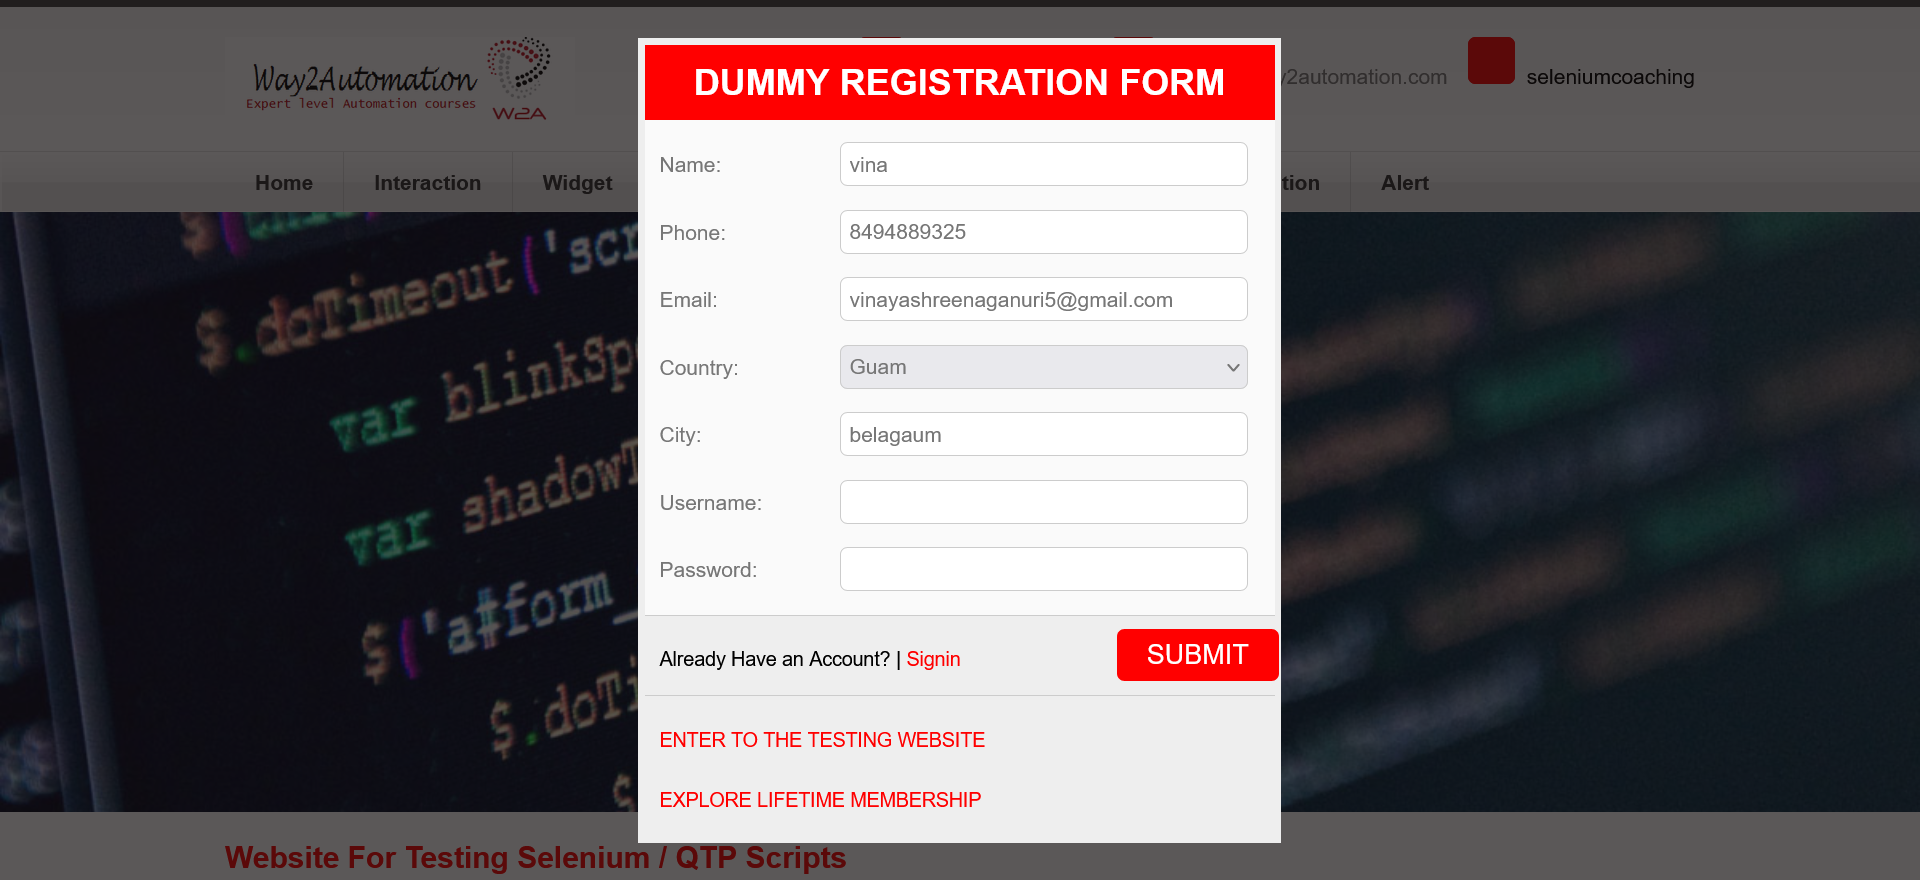 Way2Automation
Expert level Automation courses
W2A
y2automation.com
seleniumcoaching
Home
Interaction
Widget
tion
Alert
DUMMY REGISTRATION FORM
Name:
vina
Phone:
8494889325
Email:
vinayashreenaganuri5@gmail.com
Country:
Guam
City:
belagaum
Username:
Password:
Already Have an Account? | Signin
SUBMIT
ENTER TO THE TESTING WEBSITE
EXPLORE LIFETIME MEMBERSHIP
$.doTimeout('scr
var blinkSp
var shadowT
$('a#form_
$.doTi
Website For Testing Selenium / QTP Scripts